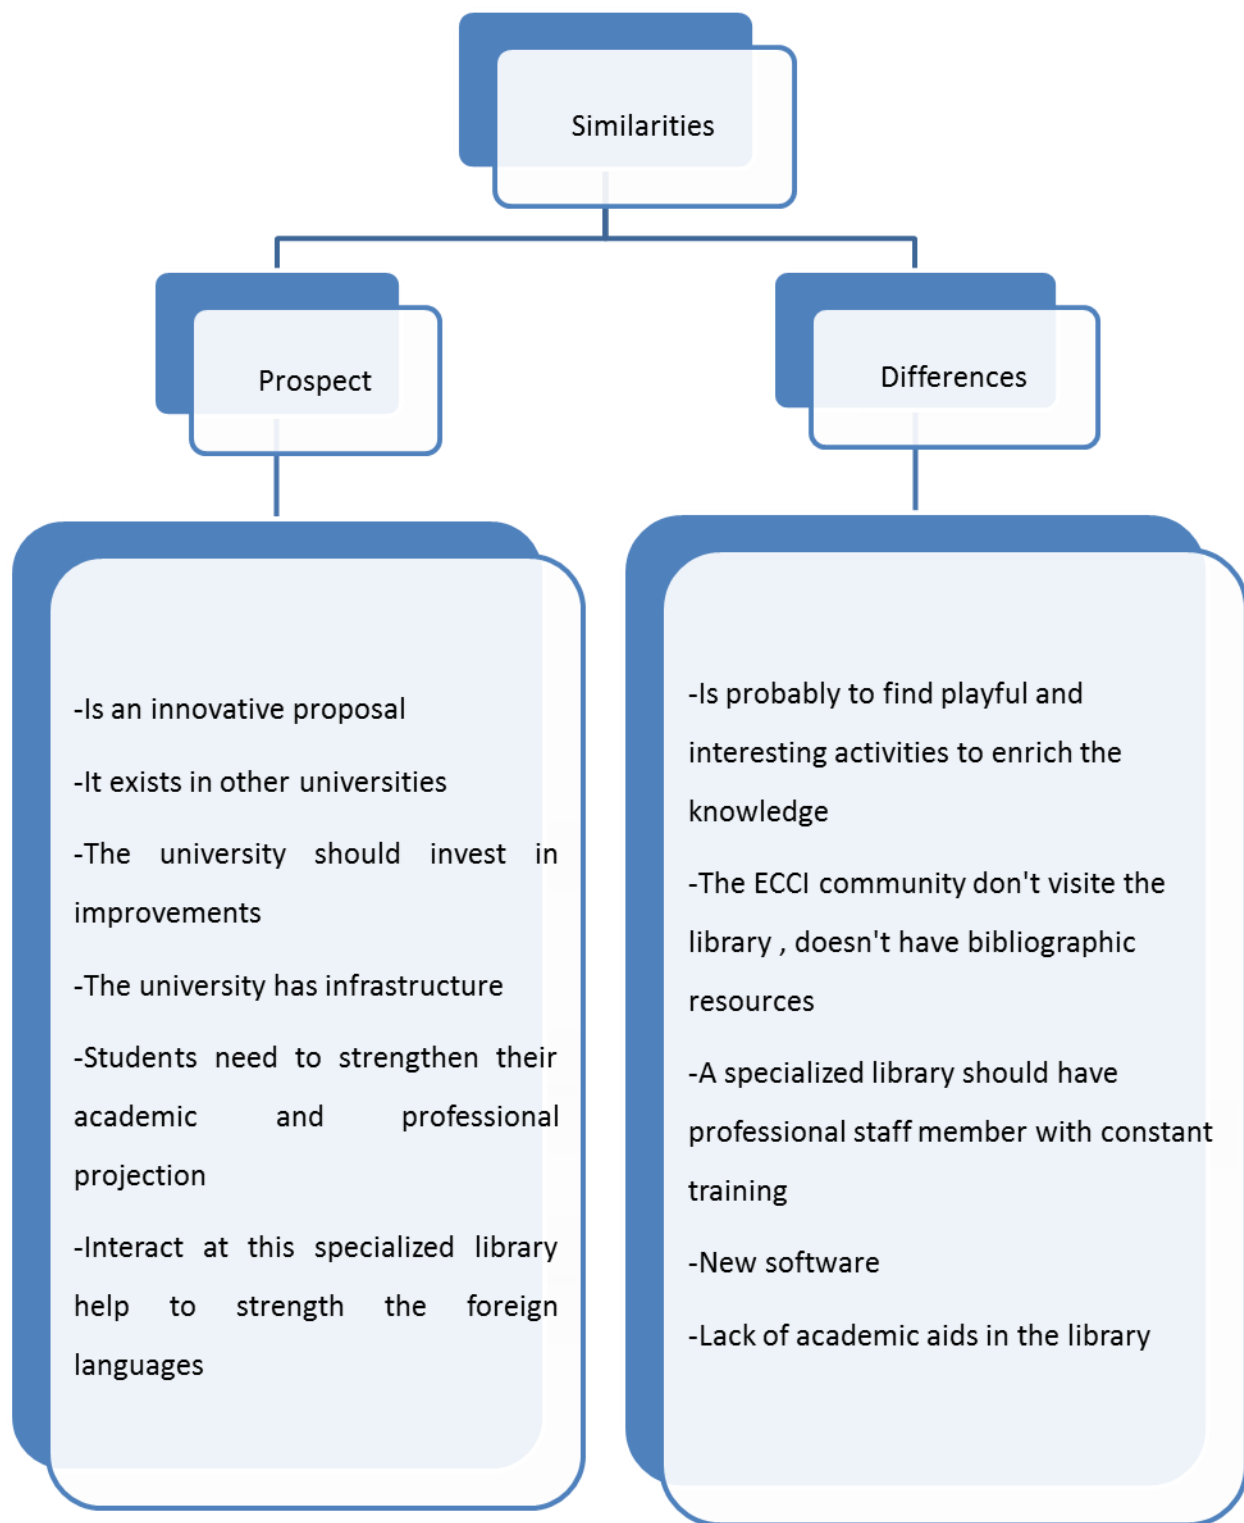 Similarities
Prospect
Differences
-Is an innovative proposal
-It exists in other universities
-The university should invest in
improvements
-The university has infrastructure
-Students need to strengthen their
academic and professional
projection
-Interact at this specialized library
help to strength the foreign
languages
-Is probably to find playful and
interesting activities to enrich the
knowledge
-The ECCI community don't visite the
library , doesn't have bibliographic
resources
-A specialized library should have
professional staff member with constant
training
-New software
-Lack of academic aids in the library